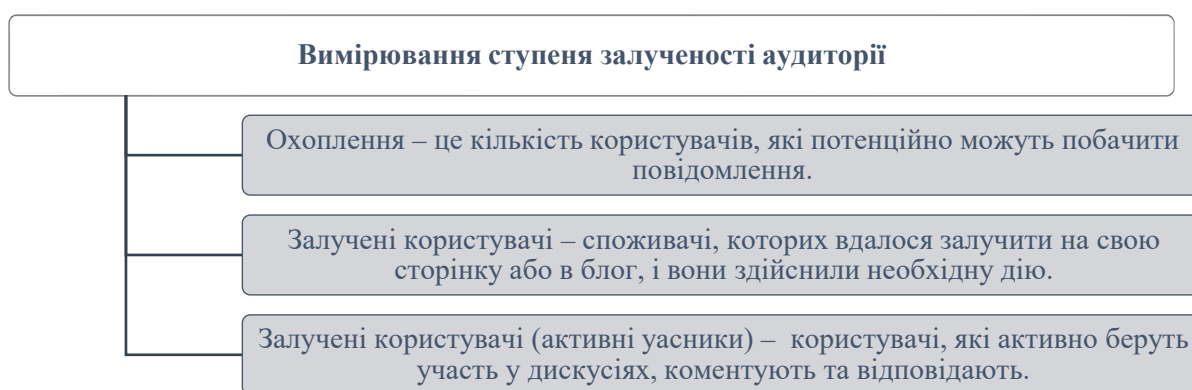 Вимірювання ступеня залученості аудиторії
Охоплення – це кількість користувачів, які потенційно можуть побачити
повідомлення.
Залучені користувачі – споживачі, которих вдалося залучити на свою
сторінку або в блог, і вони здійснили необхідну дію.
Залучені користувачі (активні уасники) – користувачі, які активно беруть
участь у дискусіях, коментують та відповідають.